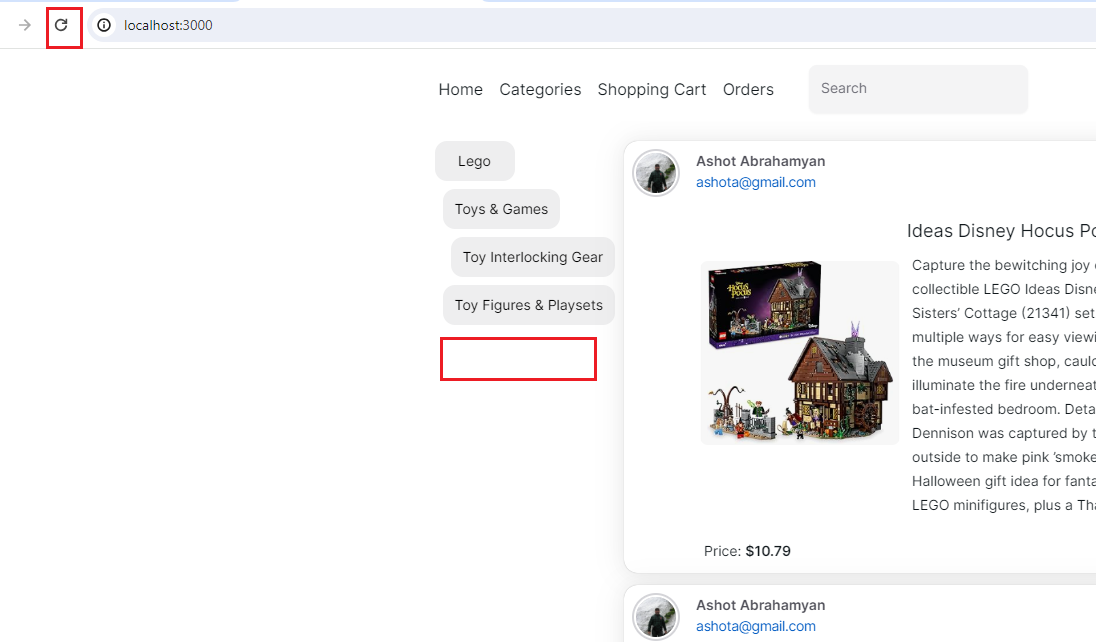 localhost:3000
Home Categories Shopping Cart Orders Search
Lego
Toys & Games
Toy Interlocking Gear
Toy Figures & Playsets
Ashot Abrahamyan
ashota@gmail.com
Ideas Disney Hocus Po
HOCUS POCUS
Capture the bewitching joy
collectible LEGO Ideas Disne
Sisters’ Cottage (21341) set
multiple ways for easy viewi
the museum gift shop, caulc
illuminate the fire underneat
bat-infested bedroom. Deta
Dennison was captured by t
outside to make pink ‘smoke
Halloween gift idea for fanta
LEGO minifigures, plus a Tha
Price: $10.79
Ashot Abrahamyan
ashota@gmail.com